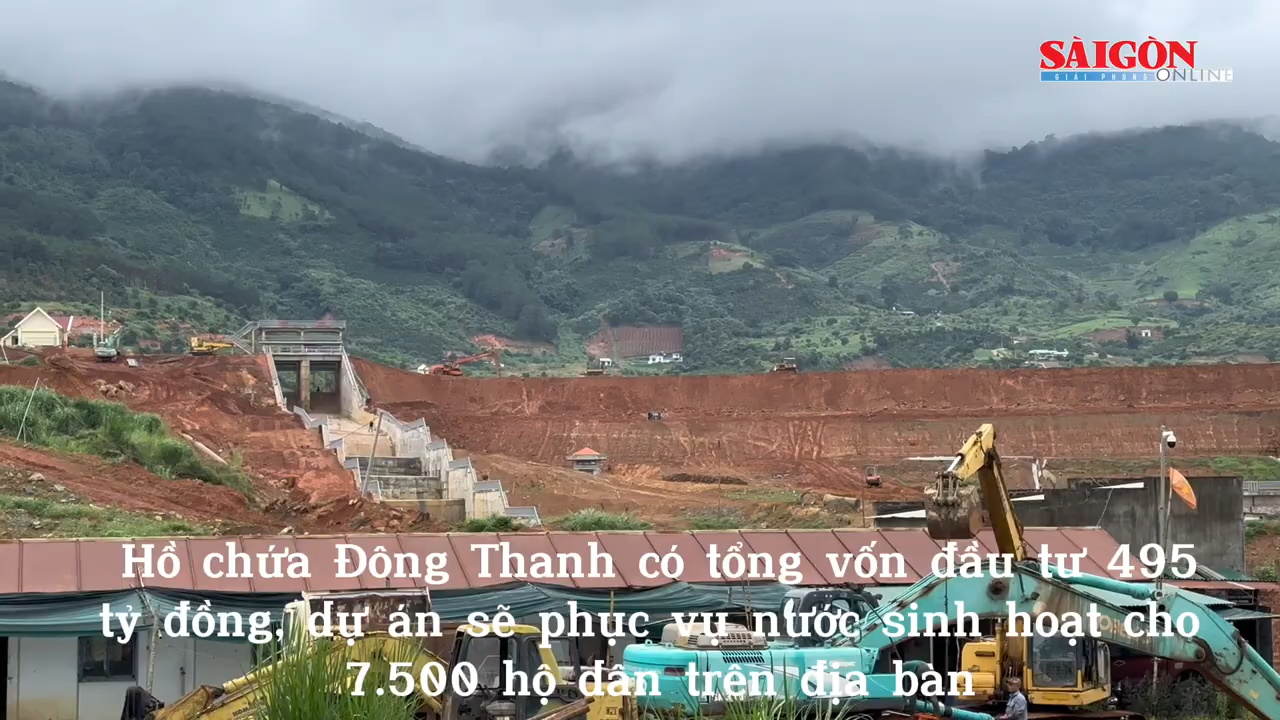 SÀIGÒN
GIẢI PHÓNG ONLINE
Hồ chứa Đông Thanh có tổng vốn đầu tư 495
tỷ đồng, dự án sẽ phục vụ nước sinh hoạt cho
7.500 hộ dân trên địa bàn